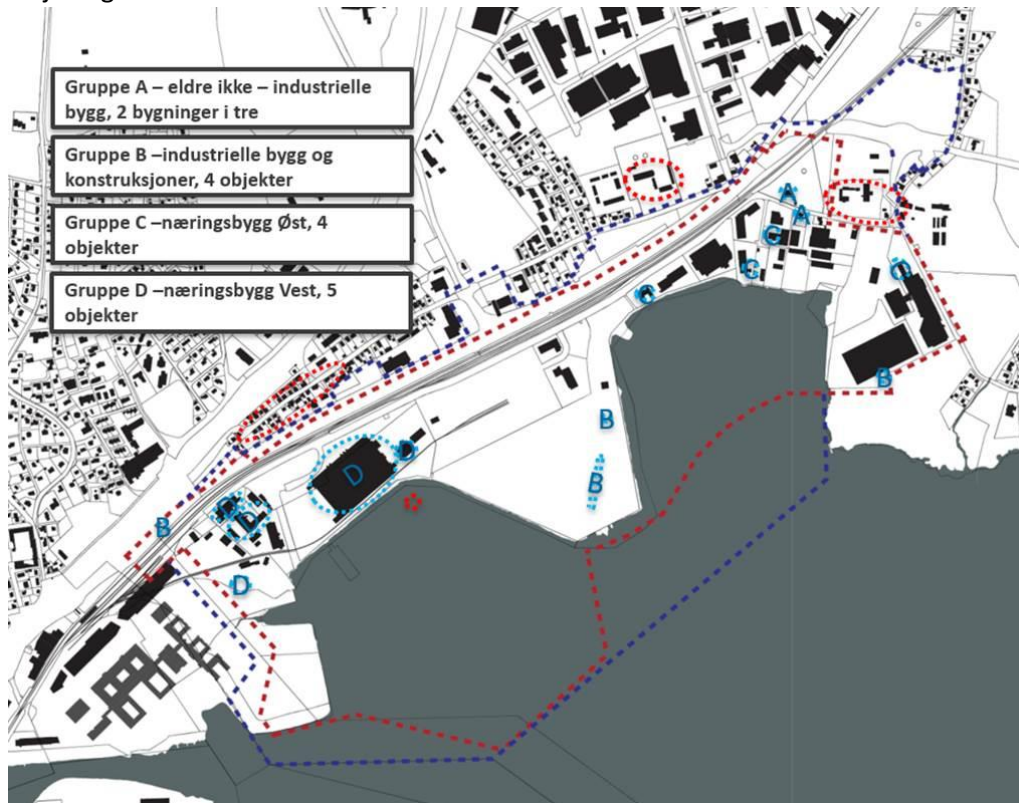 Gruppe A – eldre ikke – industrielle
bygg, 2 bygninger i tre
Gruppe B –industrielle bygg og
konstruksjoner, 4 objekter
Gruppe C –næringsbygg Øst, 4
objekter
Gruppe D –næringsbygg Vest, 5
objekter
A
A
C
C
C
C
B
B
D
D
B
D
D
B
D